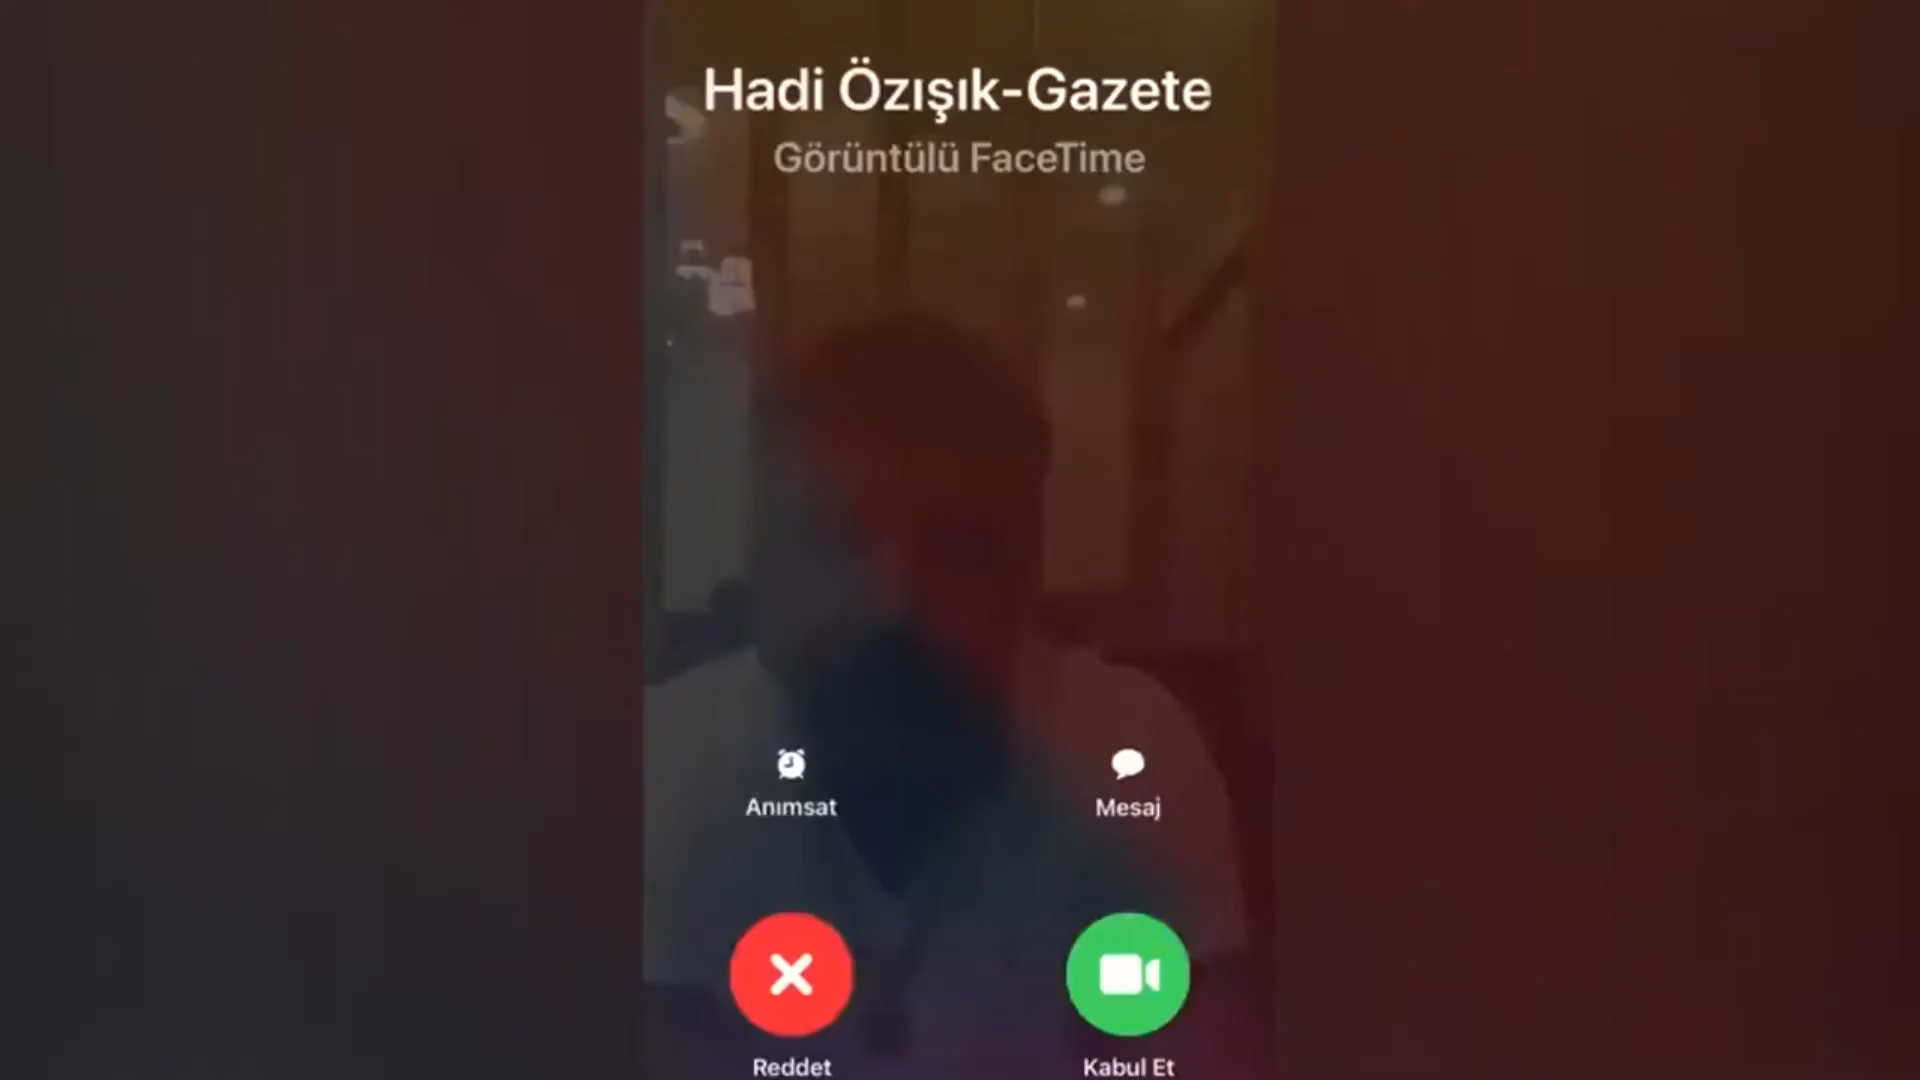 Hadi Özışık-Gazete
Görüntülü FaceTime
Anımsat
Mesaj
Reddet
Kabul Et